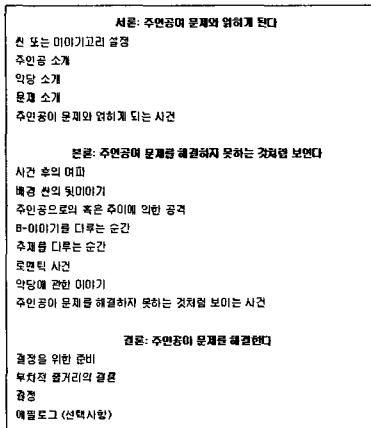 서론: 주인공이 문제와 얽히게 된다
씬 또는 이야기고리 설정
주인공 소개
악당 소개
문제 소개
주인공이 문제와 얽히게 되는 사건
본론: 주인공이 문제를 해결하지 못하는 것처럼 보인다
사건 후의 여파
배경 씬의 뒷이야기
주인공으로의 혹은 주이에 의한 공격
B-이야기를 다루는 순간
주제를 다루는 순간
로맨틱 사건
악당에 관한 이야기
주인공이 문제를 해결하지 못하는 것처럼 보이는 사건
결론: 주인공이 문제를 해결한다
결정을 위한 준비
부차적 줄거리의 결론
결정
에필로그 (선택사항)